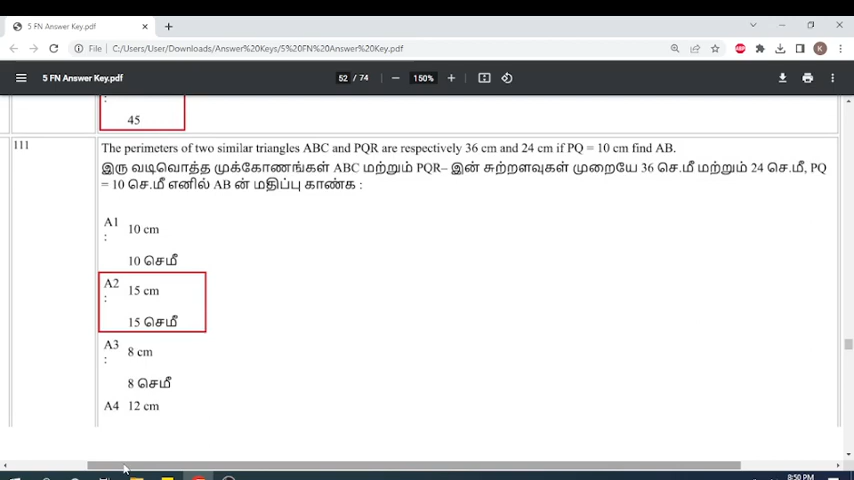 5 FN Answer Key.pdf
File C:/Users/User/Downloads/Answer%20Keys/5%20FN%20Answer%20Key.pdf
ABP
K
5 FN Answer Key.pdf
52 / 74
150%
:
45
111
The perimeters of two similar triangles ABC and PQR are respectively 36 cm and 24 cm if PQ = 10 cm find AB.
இரு வடிவொத்த முக்கோணங்கள் ABC மற்றும் PQR– இன் சுற்றளவுகள் முறையே 36 செ.மீ மற்றும் 24 செ.மீ, PQ
= 10 செ.மீ எனில் AB ன் மதிப்பு காண்க :
A1 10 cm
:
10 செமீ
A2 15 cm
:
15 செமீ
A3 8 cm
:
8 செமீ
A4 12 cm
8:50 PM